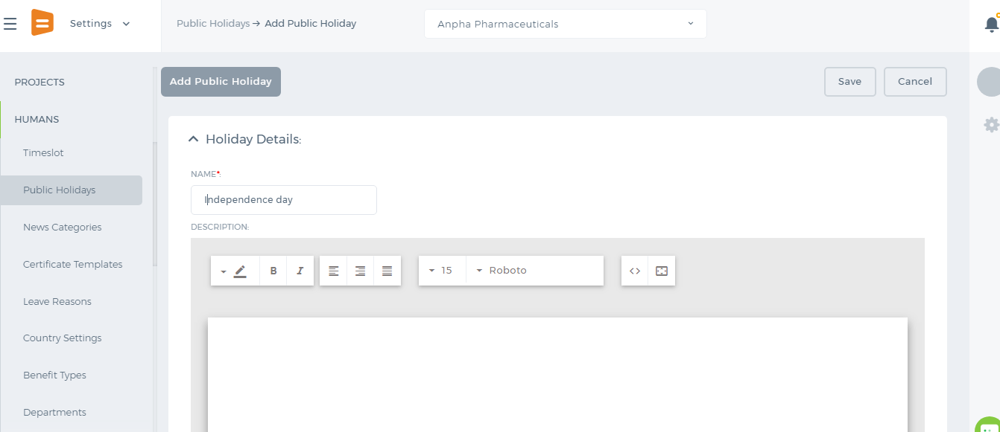 Settings
Public Holidays → Add Public Holiday
Anpha Pharmaceuticals
PROJECTS
HUMANS
Timeslot
Public Holidays
News Categories
Certificate Templates
Leave Reasons
Country Settings
Benefit Types
Departments
Add Public Holiday
Save
Cancel
Holiday Details:
NAME*:
Independence day
DESCRIPTION:
B
I
15
Roboto
<>